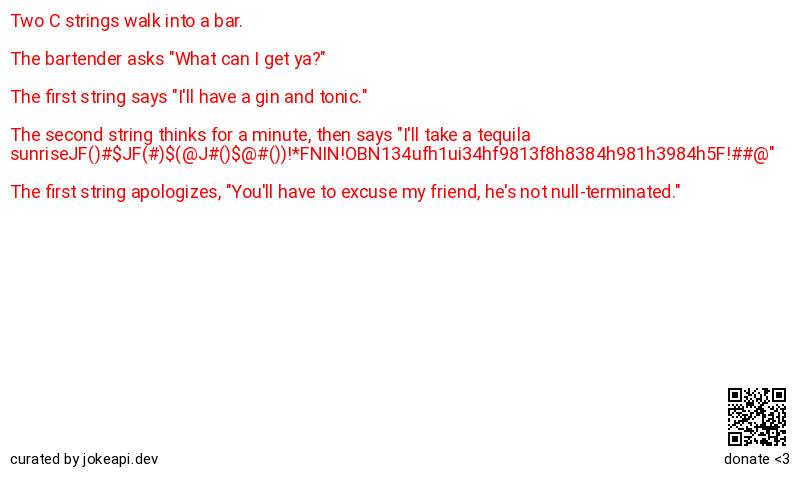 Two C strings walk into a bar.
The bartender asks "What can I get ya?"
The first string says "I'll have a gin and tonic."
The second string thinks for a minute, then says "I'll take a tequila
sunriseJF()#$JF(#)$(@J#()$@#())!*FNIN!OBN134ufh1ui34hf9813f8h8384h981h3984h5F!##@"
The first string apologizes, "You'll have to excuse my friend, he's not null-terminated."
curated by jokeapi.dev
donate <3